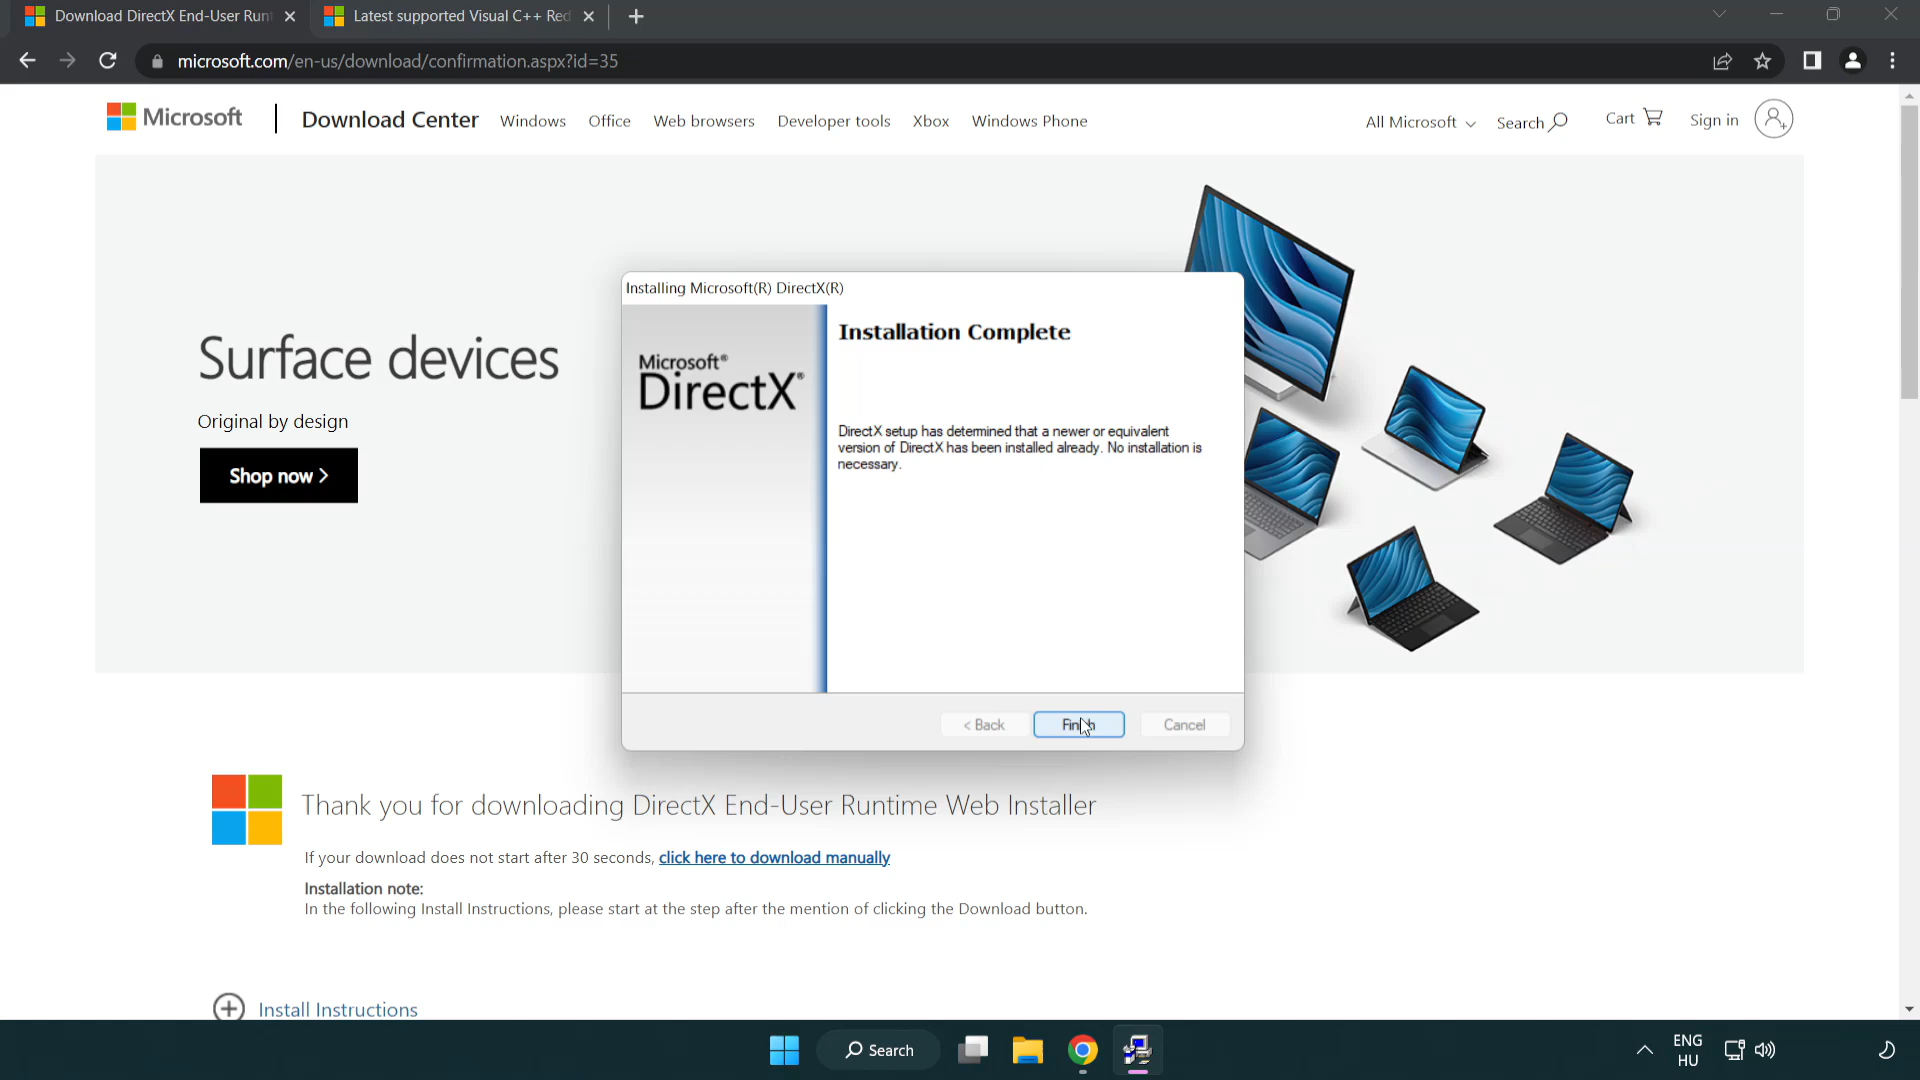 Download DirectX End-User Run
Latest supported Visual C++ Red
microsoft.com/en-us/download/confirmation.aspx?id=35
Microsoft
Download Center
Windows
Office
Web browsers
Developer tools
Xbox
Windows Phone
All Microsoft
Search
Cart
Sign in
Surface devices
Original by design
Shop now >
Installing Microsoft(R) DirectX(R)
Microsoft®
DirectX®
Installation Complete
DirectX setup has determined that a newer or equivalent
version of DirectX has been installed already. No installation is
necessary.
< Back
Finish
Cancel
Thank you for downloading DirectX End-User Runtime Web Installer
If your download does not start after 30 seconds, click here to download manually
Installation note:
In the following Install Instructions, please start at the step after the mention of clicking the Download button.
Install Instructions
Search
ENG
HU